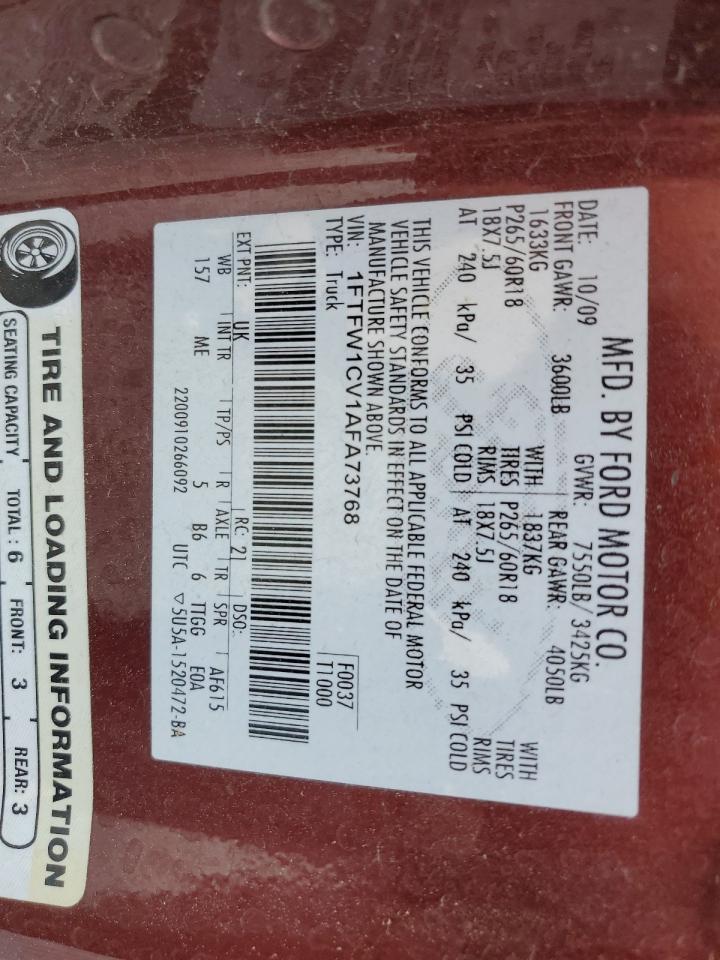 MFD. BY FORD MOTOR CO.
DATE: 10/09 GVWR: 7550LB/ 3425KG
FRONT GAWR: 3600LB REAR GAWR: 4050LB
1633KG WITH 1837KG WITH
P265/60R18 TIRES P265/60R18 TIRES
18X7.5J RIMS 18X7.5J RIMS
AT 240 kPa/ 35 PSI COLD AT 240 kPa/ 35 PSI COLD
THIS VEHICLE CONFORMS TO ALL APPLICABLE FEDERAL MOTOR
VEHICLE SAFETY STANDARDS IN EFFECT ON THE DATE OF
MANUFACTURE SHOWN ABOVE.
VIN: 1FTFW1CV1AFA73768 F0037
TYPE: Truck T1000
EXT PNT: UK RC: 21 DSO:
WB INT TR TP/PS R AXLE TR SPR AF615
157 ME 5 B6 6 TTGG E0A
2200910266092 UTC ▽5U5A-1520472-BA
TIRE AND LOADING INFORMATION
SEATING CAPACITY TOTAL : 6 FRONT: 3 REAR: 3